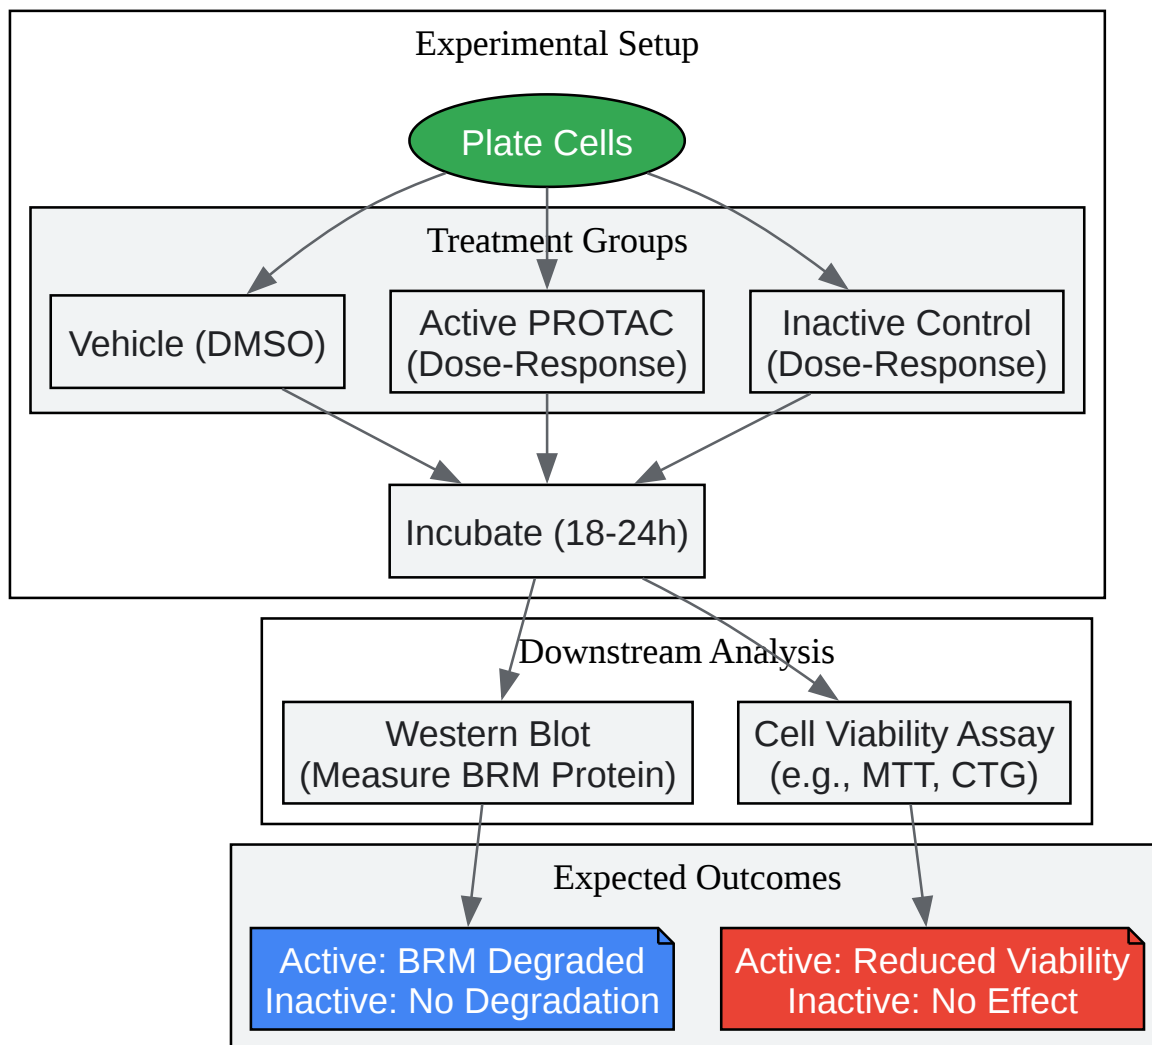 Experimental Setup
Plate Cells
Treatment Groups
Vehicle (DMSO)
Active PROTAC
(Dose-Response)
Inactive Control
(Dose-Response)
Incubate (18-24h)
Downstream Analysis
Western Blot
(Measure BRM Protein)
Cell Viability Assay
(e.g., MTT, CTG)
Expected Outcomes
Active: BRM Degraded
Inactive: No Degradation
Active: Reduced Viability
Inactive: No Effect